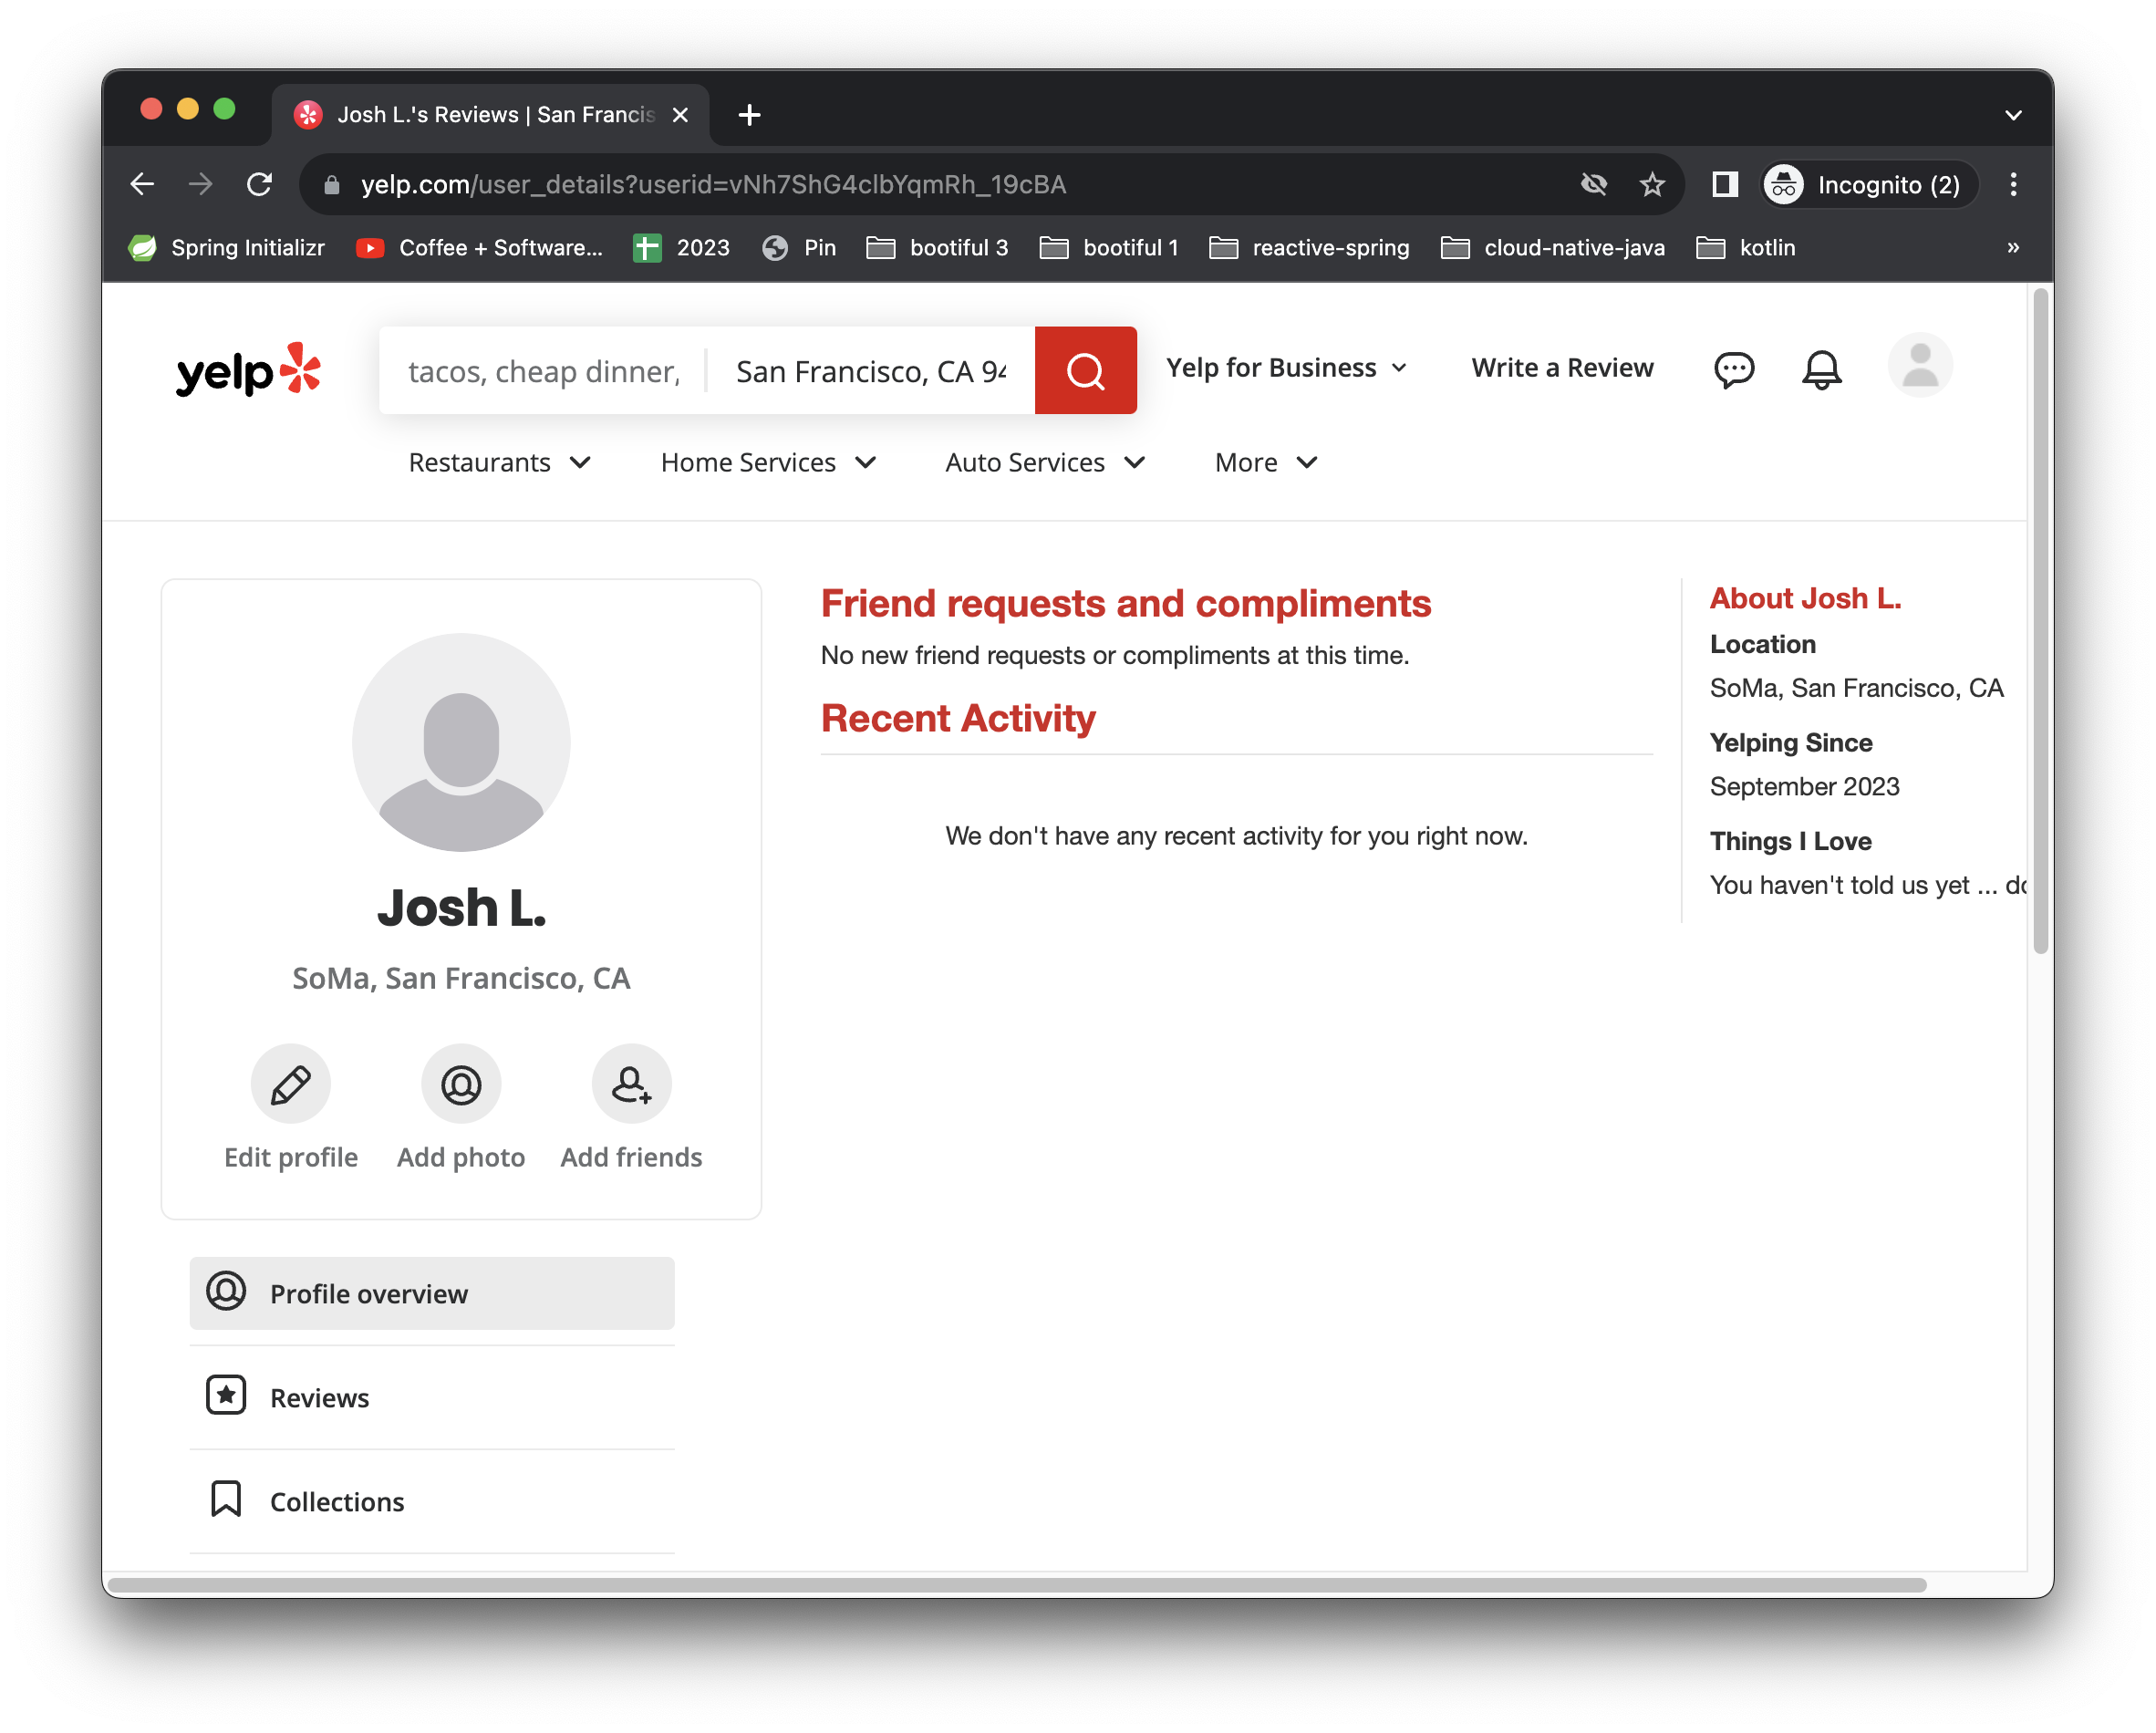 Josh L.'s Reviews | San Francis
yelp.com/user_details?userid=vNh7ShG4clbYqmRh_19cBA
Incognito (2)
Spring Initializr
Coffee + Software...
2023
Pin
bootiful 3
bootiful 1
reactive-spring
cloud-native-java
kotlin
»
yelp
tacos, cheap dinner,
San Francisco, CA 94
Yelp for Business
Write a Review
Restaurants
Home Services
Auto Services
More
Josh L.
SoMa, San Francisco, CA
Edit profile
Add photo
Add friends
Profile overview
Reviews
Collections
Friend requests and compliments
No new friend requests or compliments at this time.
Recent Activity
We don't have any recent activity for you right now.
About Josh L.
Location
SoMa, San Francisco, CA
Yelping Since
September 2023
Things I Love
You haven't told us yet ... do